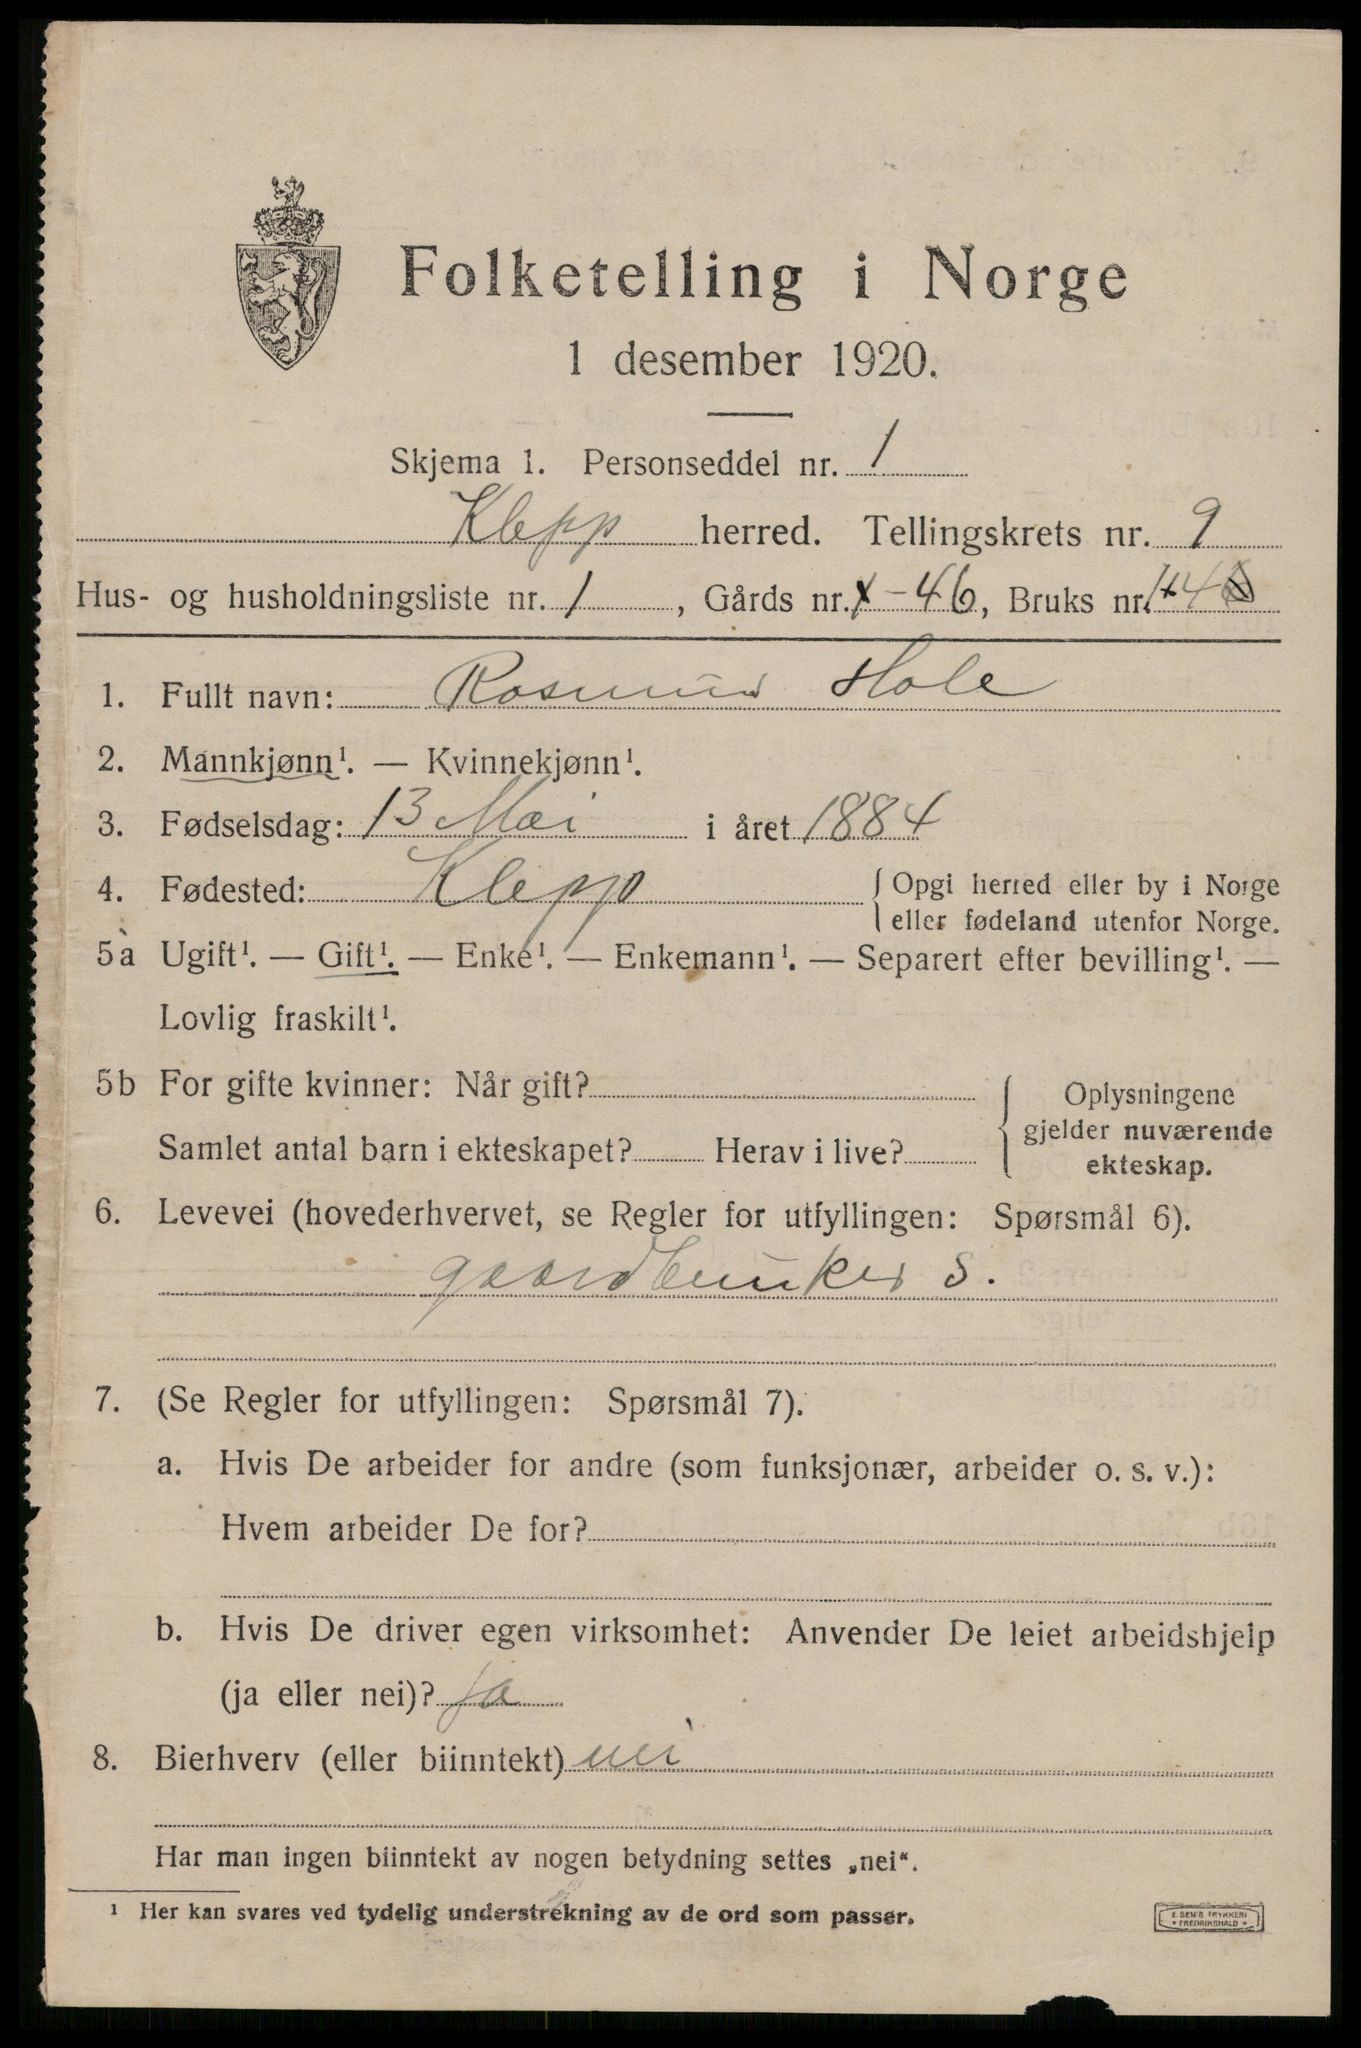 Folketelling i Norge
1 desember 1920.
Skjema 1. Personseddel nr. 1
Klepp herred. Tellingskrets nr. 9
Hus- og husholdningsliste nr. 1, Gårds nr. 46, Bruks nr.
1. Fullt navn: Rasmus Hole
2. Mannkjønn¹. — Kvinnekjønn¹.
3. Fødselsdag: 13 Mai i året 1884
4. Fødested: Klepp { Opgi herred eller by i Norge
eller fødeland utenfor Norge.
5a Ugift¹. — Gift¹. — Enke¹. — Enkemann¹. — Separert efter bevilling¹. —
Lovlig fraskilt¹.
5b For gifte kvinner: Når gift?
Samlet antal barn i ekteskapet? Herav i live?
Oplysningene
gjelder nuværende
ekteskap.
6. Levevei (hovederhvervet, se Regler for utfyllingen: Spørsmål 6).
gaardbruker s.
7. (Se Regler for utfyllingen: Spørsmål 7).
a. Hvis De arbeider for andre (som funksjonær, arbeider o. s. v.):
Hvem arbeider De for?
b. Hvis De driver egen virksomhet: Anvender De leiet arbeidshjelp
(ja eller nei)? ja
8. Bierhverv (eller biinntekt) nei
Har man ingen biinntekt av nogen betydning settes „nei“.
¹ Her kan svares ved tydelig understrekning av de ord som passer.
E. SEM'S TRYKKERI
* FREDRIKSHALD *